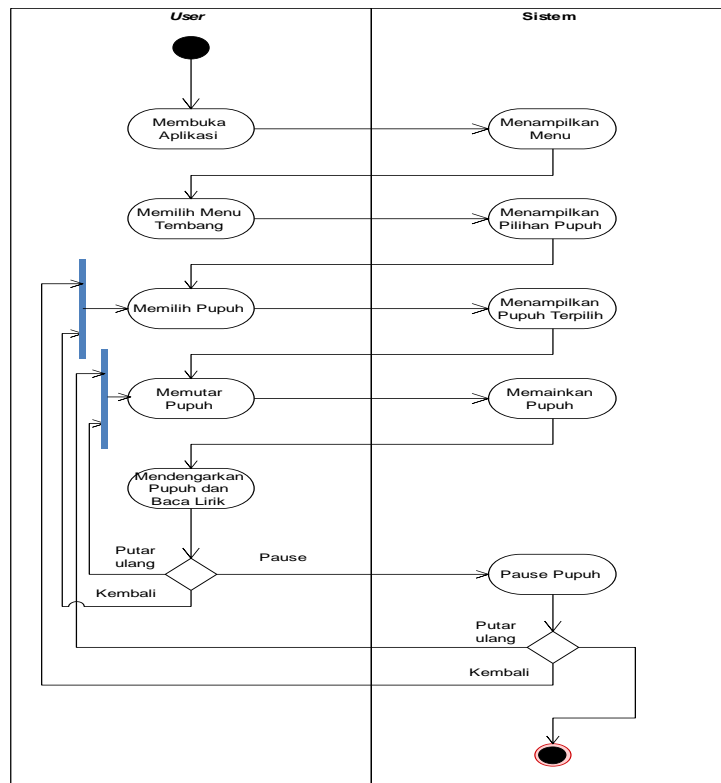 User
Sistem
Membuka
Aplikasi
Menampilkan
Menu
Memilih Menu
Tembang
Menampilkan
Pilihan Pupuh
Memilih Pupuh
Menampilkan
Pupuh Terpilih
Memutar
Pupuh
Memainkan
Pupuh
Mendengarkan
Pupuh dan
Baca Lirik
Putar
ulang
Pause
Kembali
Pause Pupuh
Putar
ulang
Kembali